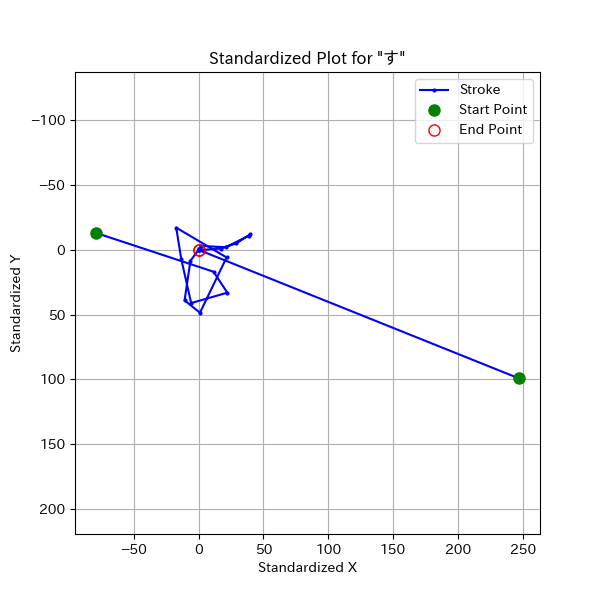 Standardized Plot for "す"
Stroke
Start Point
End Point
Standardized Y
−100
−50
0
50
100
150
200
−50 0 50 100 150 200 250
Standardized X